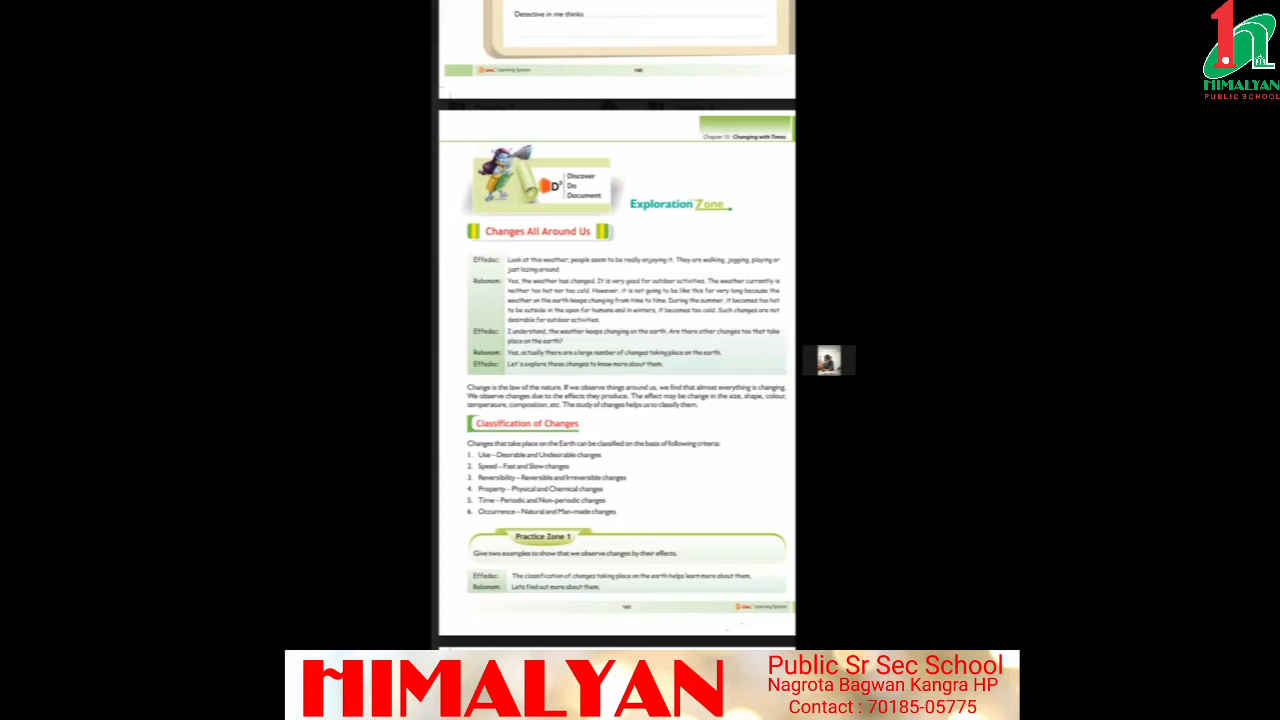 Detective in me thinks
Learning System
140
HIMALYAN
PUBLIC SCHOOL
Chapter 10 Changing with Times
D³
Discover
Do
Document
Exploration Zone
Changes All Around Us
Effedac: Look at this weather; people seem to be really enjoying it. They are walking, jogging, playing or
just lazing around.
Robonom: Yes, the weather has changed. It is very good for outdoor activities. The weather currently is
neither too hot nor too cold. However, it is not going to be like this for very long because the
weather on the earth keeps changing from time to time. During the summer, it becomes too hot
to be outside in the open for humans and in winters, it becomes too cold. Such changes are not
desirable for outdoor activities.
Effedac: I understand, the weather keeps changing on the earth. Are there other changes too that take
place on the earth?
Robonom: Yes, actually there are a large number of changes taking place on the earth.
Effedac: Let's explore these changes to know more about them.
Change is the law of the nature. If we observe things around us, we find that almost everything is changing.
We observe changes due to the effects they produce. The effect may be change in the size, shape, colour,
temperature, composition, etc. The study of changes helps us to classify them.
Classification of Changes
Changes that take place on the Earth can be classified on the basis of following criteria:
1. Use – Desirable and Undesirable changes
2. Speed – Fast and Slow changes
3. Reversibility – Reversible and Irreversible changes
4. Property – Physical and Chemical changes
5. Time – Periodic and Non-periodic changes
6. Occurrence – Natural and Man-made changes
Practice Zone 1
Give two examples to show that we observe changes by their effects.
Effedac: The classification of changes taking place on the earth helps learn more about them.
Robonom: Lets find out more about them.
141
Learning System
HIMALYAN
Public Sr Sec School
Nagrota Bagwan Kangra HP
Contact : 70185-05775